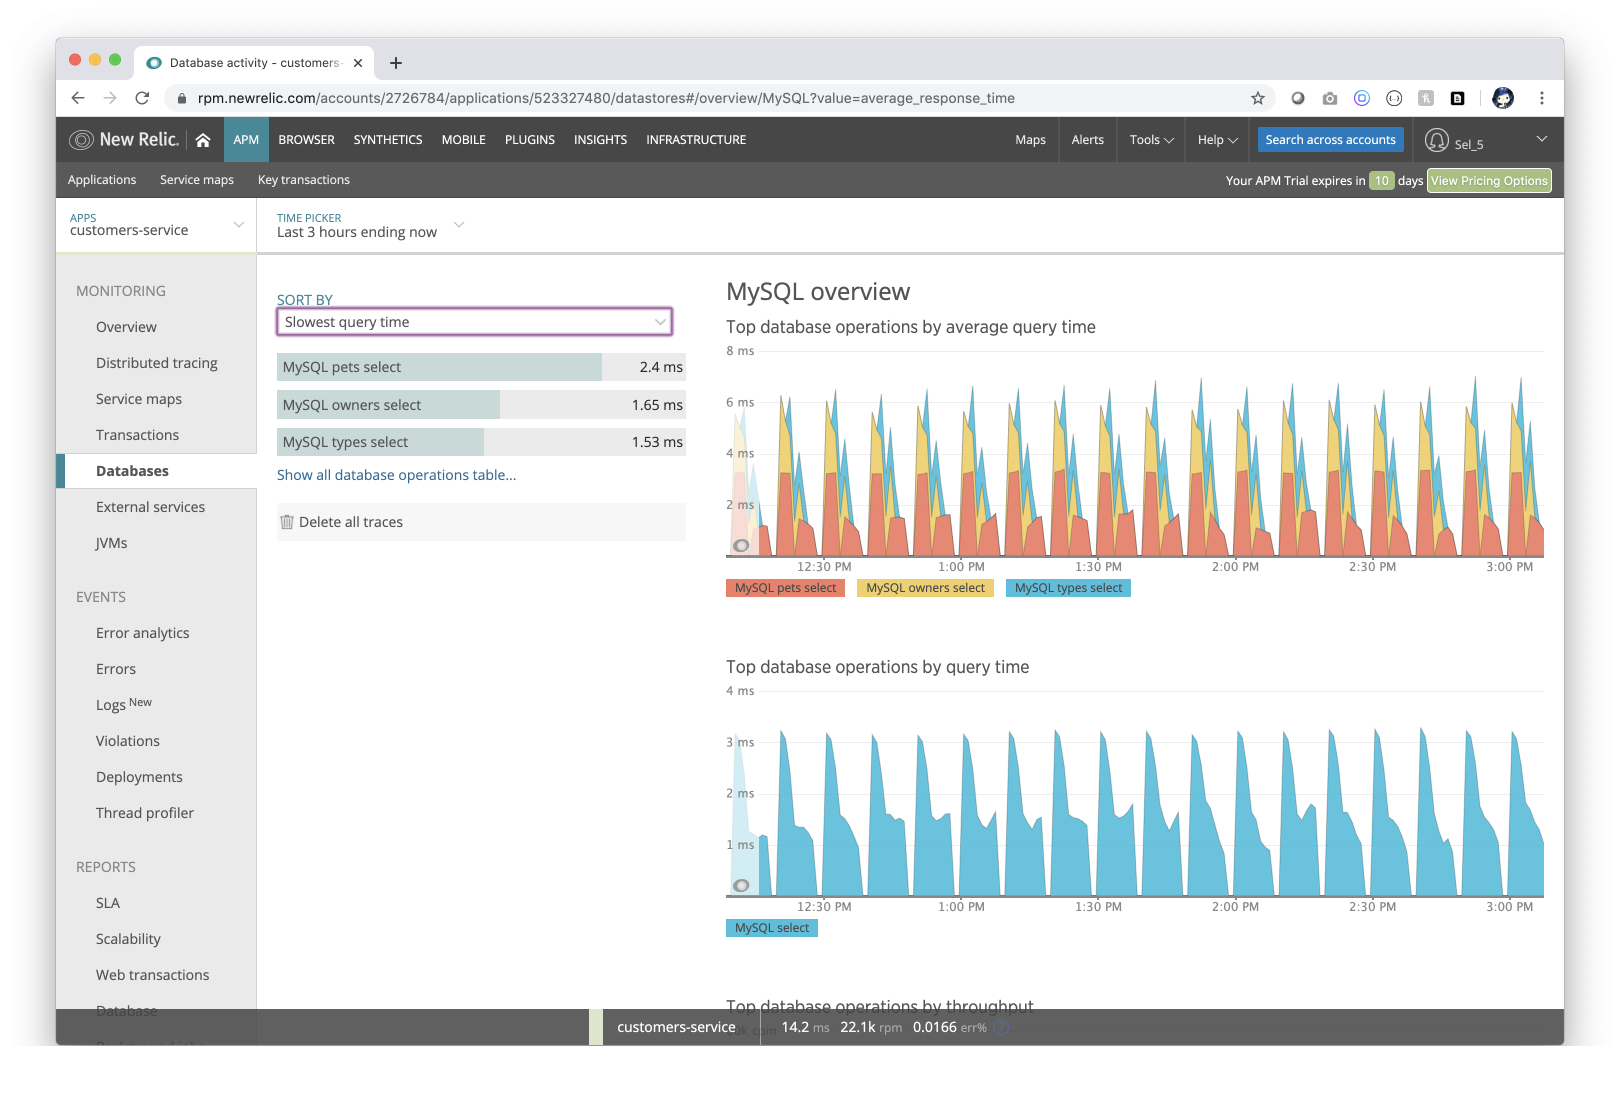 Database activity - customers-
rpm.newrelic.com/accounts/2726784/applications/523327480/datastores#/overview/MySQL?value=average_response_time
New Relic.
APM BROWSER SYNTHETICS MOBILE PLUGINS INSIGHTS INFRASTRUCTURE Maps Alerts Tools Help Search across accounts Sel_5
Applications Service maps Key transactions Your APM Trial expires in 10 days View Pricing Options
APPS
customers-service
TIME PICKER
Last 3 hours ending now
MONITORING
Overview
Distributed tracing
Service maps
Transactions
Databases
External services
JVMs
EVENTS
Error analytics
Errors
Logs New
Violations
Deployments
Thread profiler
REPORTS
SLA
Scalability
Web transactions
Database
SORT BY
Slowest query time
MySQL pets select 2.4 ms
MySQL owners select 1.65 ms
MySQL types select 1.53 ms
Show all database operations table...
Delete all traces
MySQL overview
Top database operations by average query time
8 ms
6 ms
4 ms
2 ms
12:30 PM 1:00 PM 1:30 PM 2:00 PM 2:30 PM 3:00 PM
MySQL pets select MySQL owners select MySQL types select
Top database operations by query time
4 ms
3 ms
2 ms
1 ms
12:30 PM 1:00 PM 1:30 PM 2:00 PM 2:30 PM 3:00 PM
MySQL select
Top database operations by throughput
customers-service 14.2 ms 22.1k rpm 0.0166 err% ?